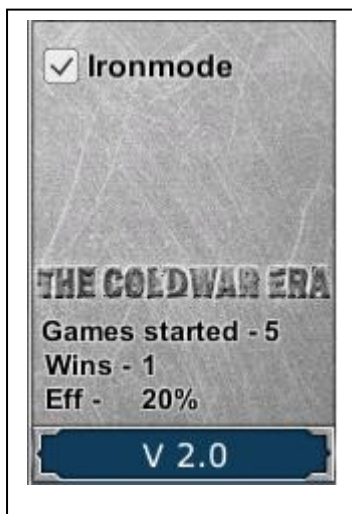 Ironmode
THE COLDWAR ERA
Games started - 5
Wins - 1
Eff - 20%
V 2.0